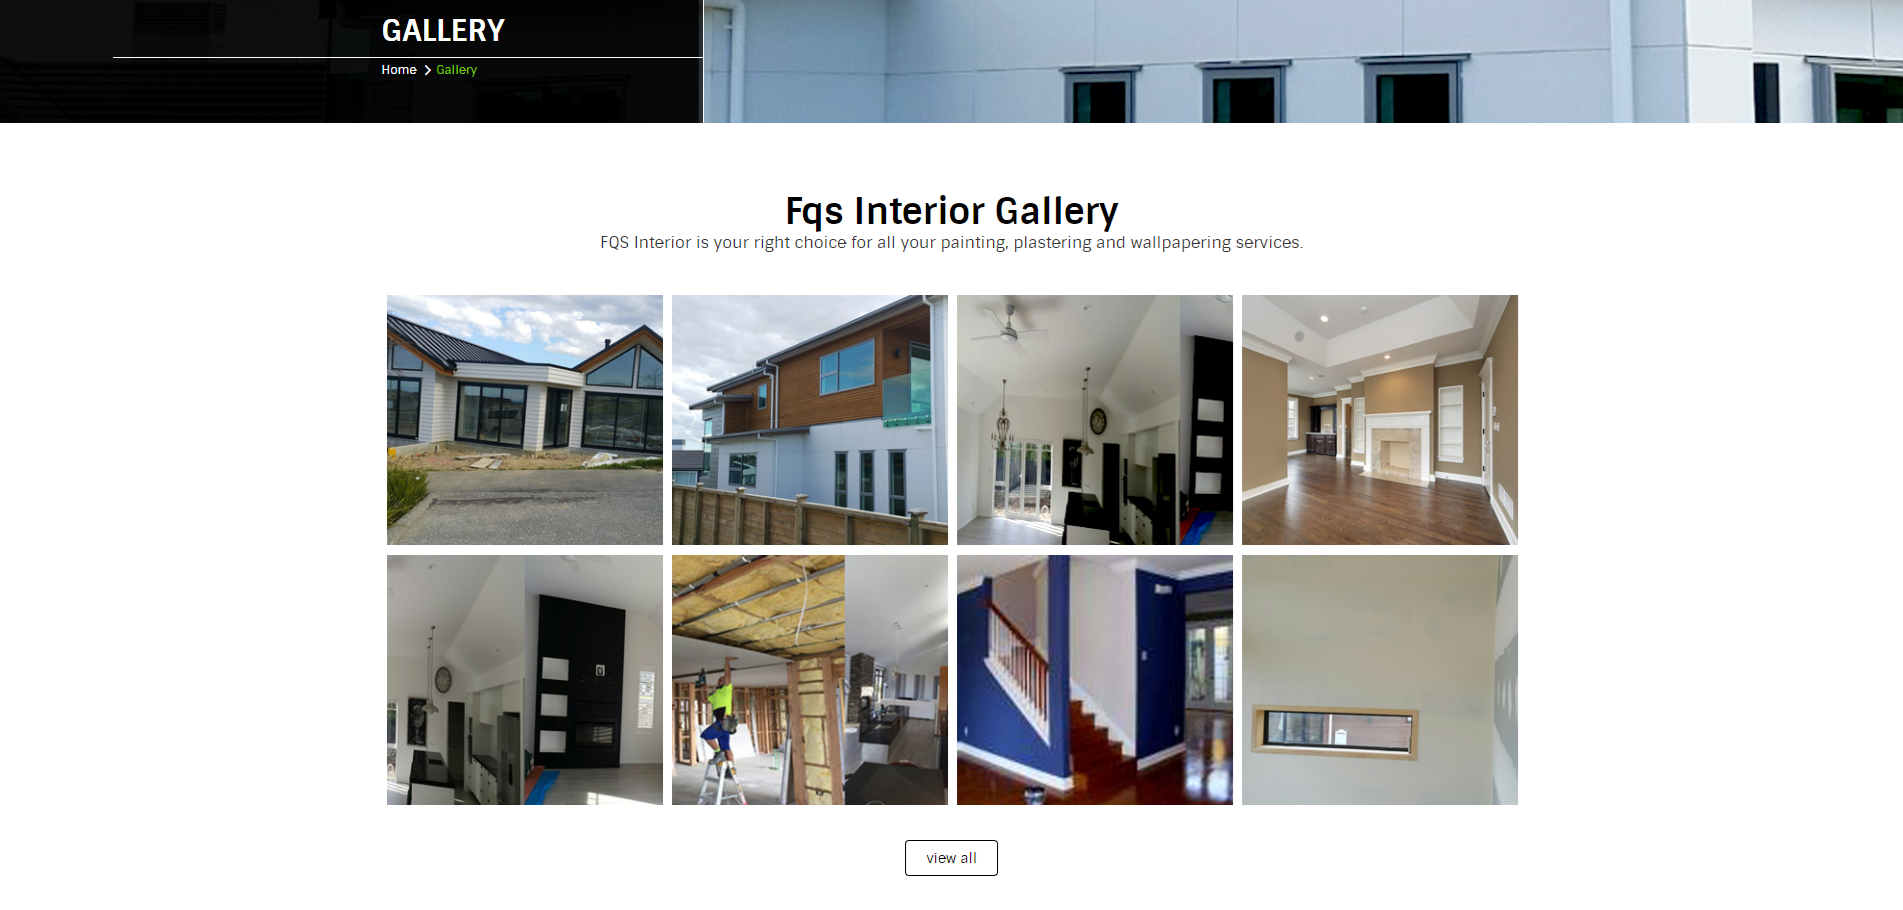 GALLERY
Home > Gallery
Fqs Interior Gallery
FQS Interior is your right choice for all your painting, plastering and wallpapering services.
view all